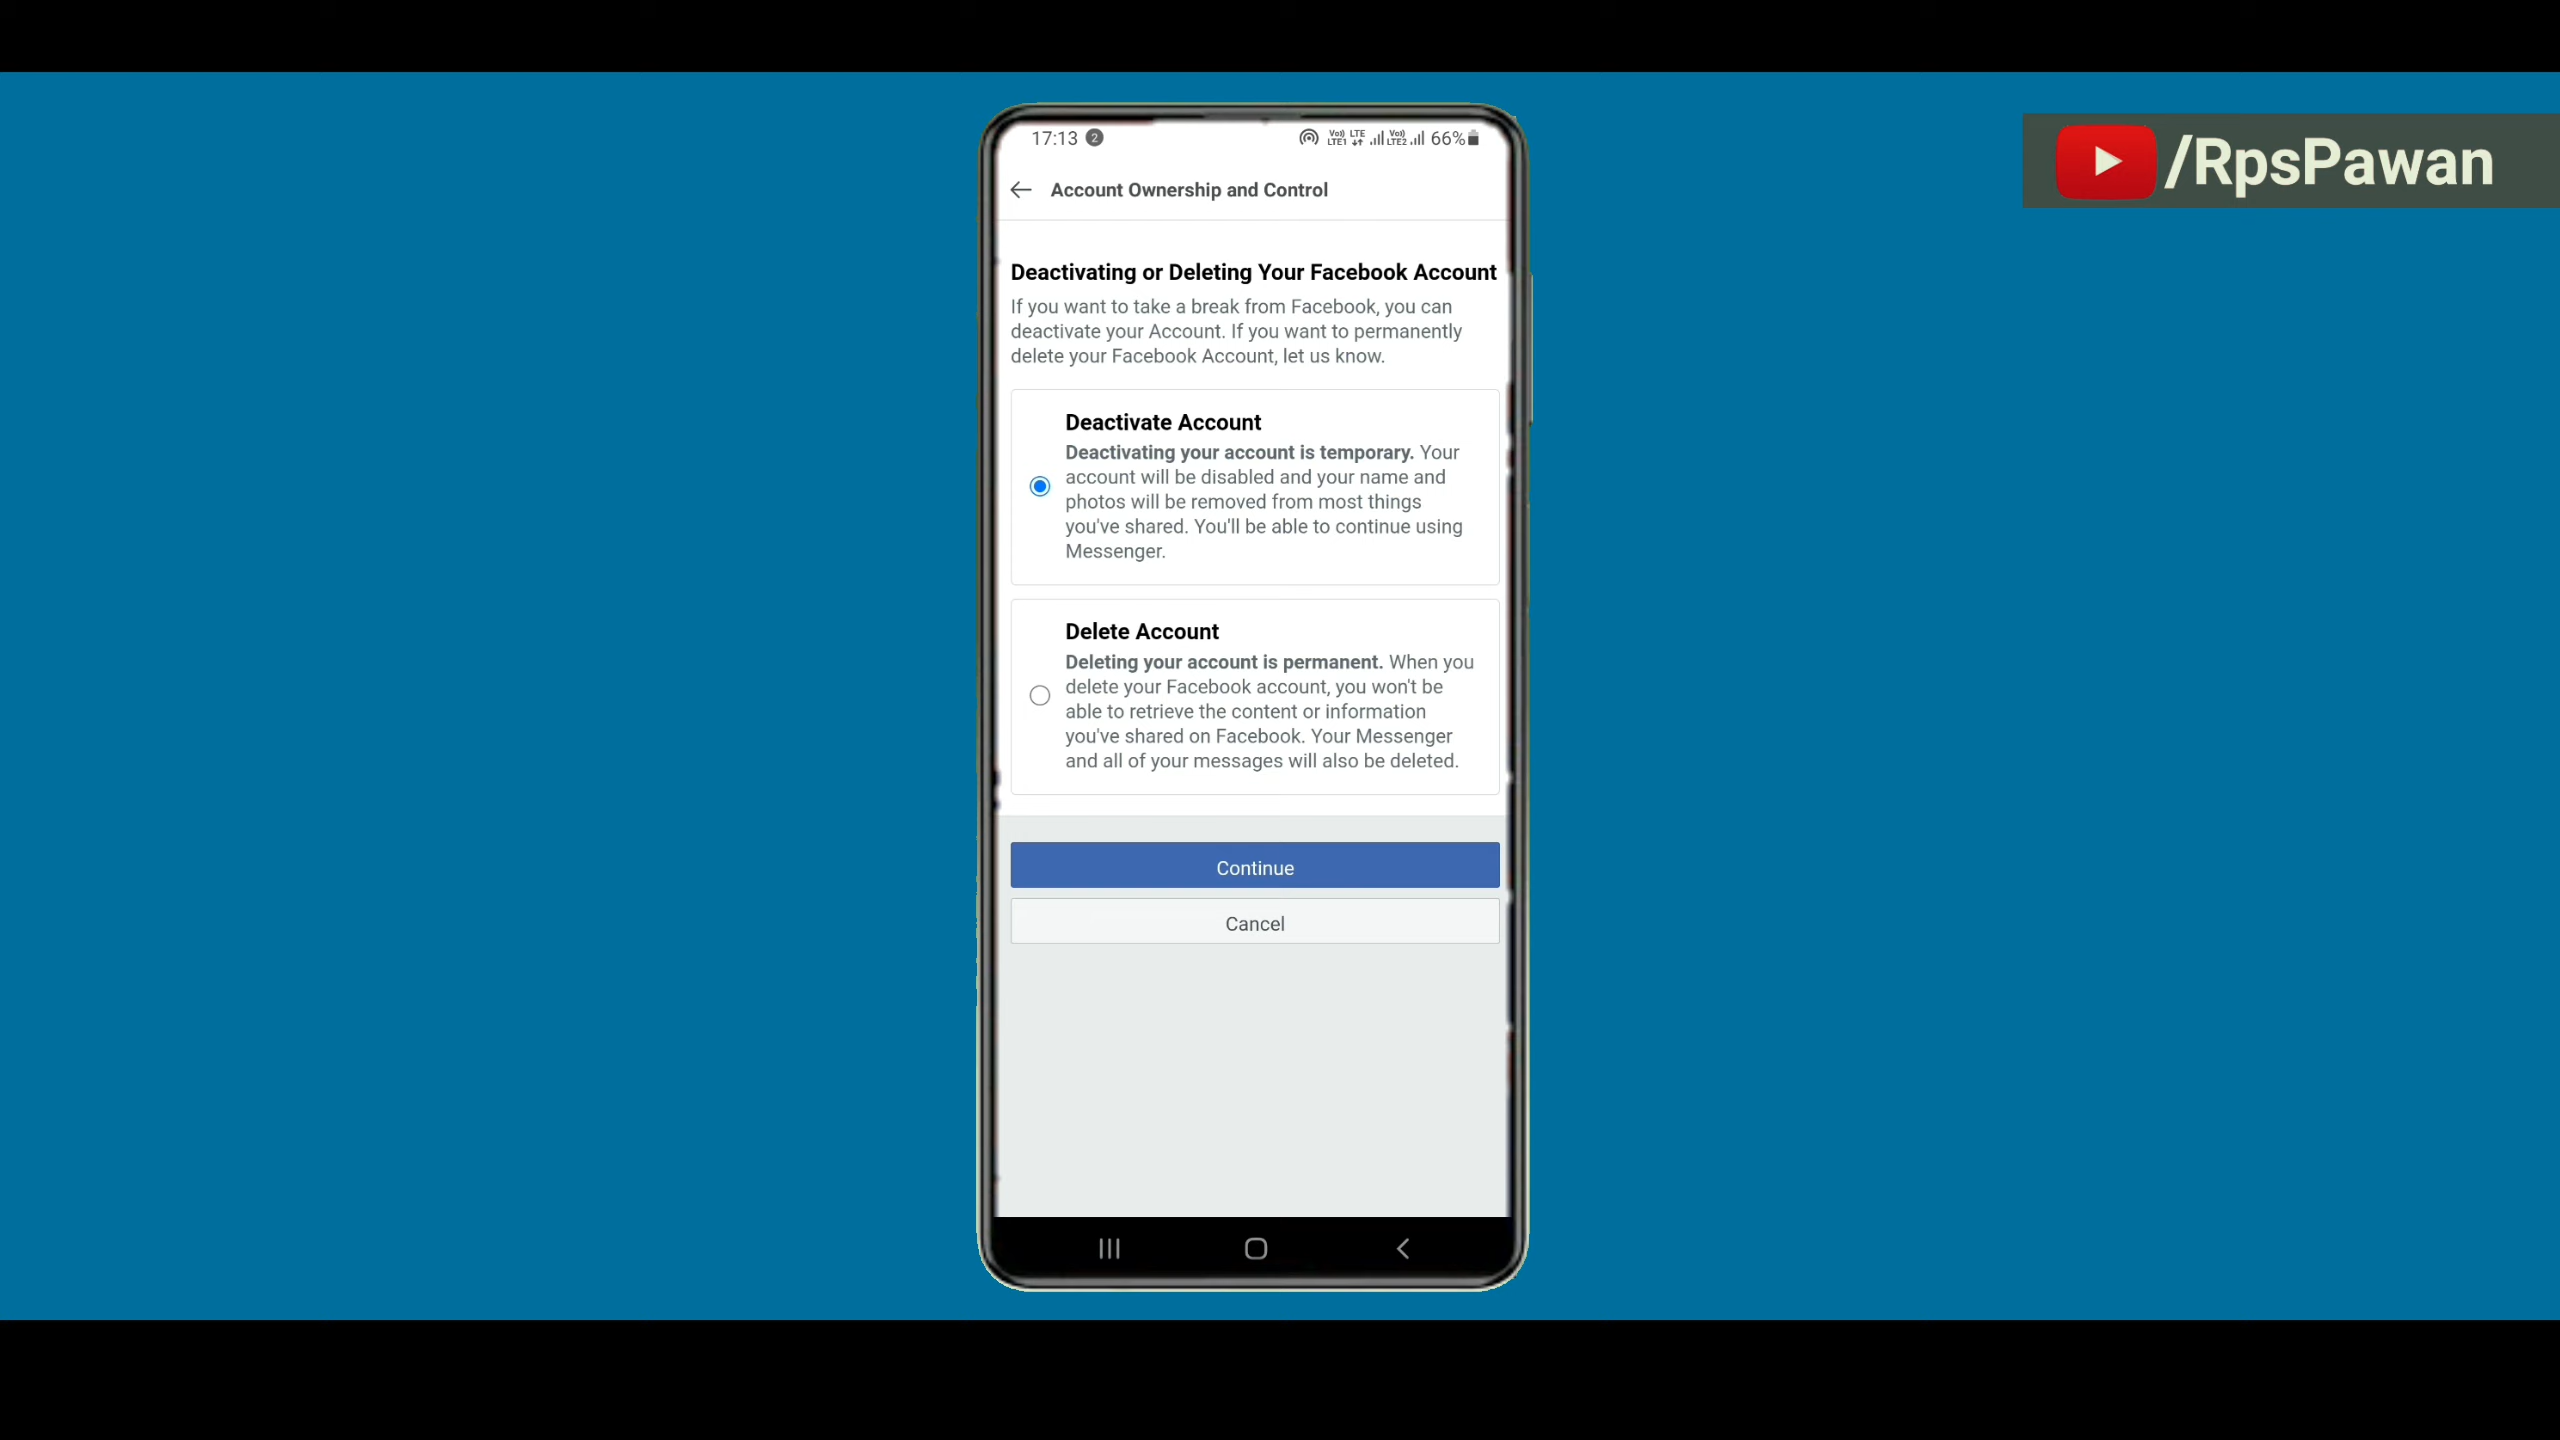 17:13 2 Vo)) LTE Vo)) 66%
LTE1 LTE2
/RpsPawan
Account Ownership and Control
Deactivating or Deleting Your Facebook Account
If you want to take a break from Facebook, you can
deactivate your Account. If you want to permanently
delete your Facebook Account, let us know.
Deactivate Account
Deactivating your account is temporary. Your
account will be disabled and your name and
photos will be removed from most things
you've shared. You'll be able to continue using
Messenger.
Delete Account
Deleting your account is permanent. When you
delete your Facebook account, you won't be
able to retrieve the content or information
you've shared on Facebook. Your Messenger
and all of your messages will also be deleted.
Continue
Cancel